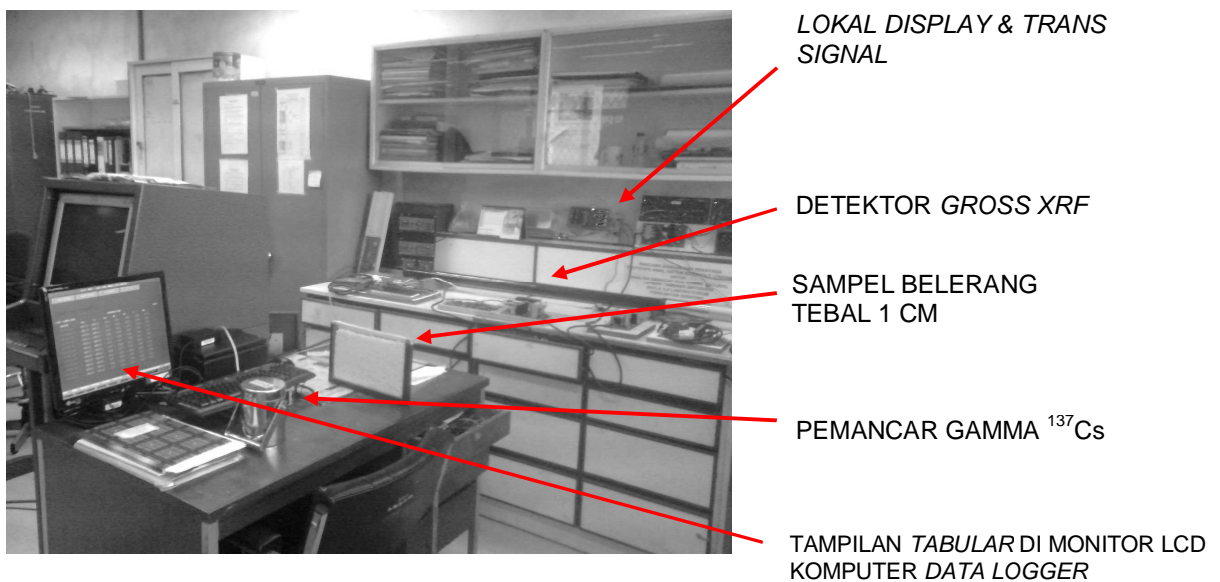 LOKAL DISPLAY & TRANS
SIGNAL
DETEKTOR GROSS XRF
SAMPEL BELERANG
TEBAL 1 CM
PEMANCAR GAMMA ¹³⁷Cs
TAMPILAN TABULAR DI MONITOR LCD
KOMPUTER DATA LOGGER